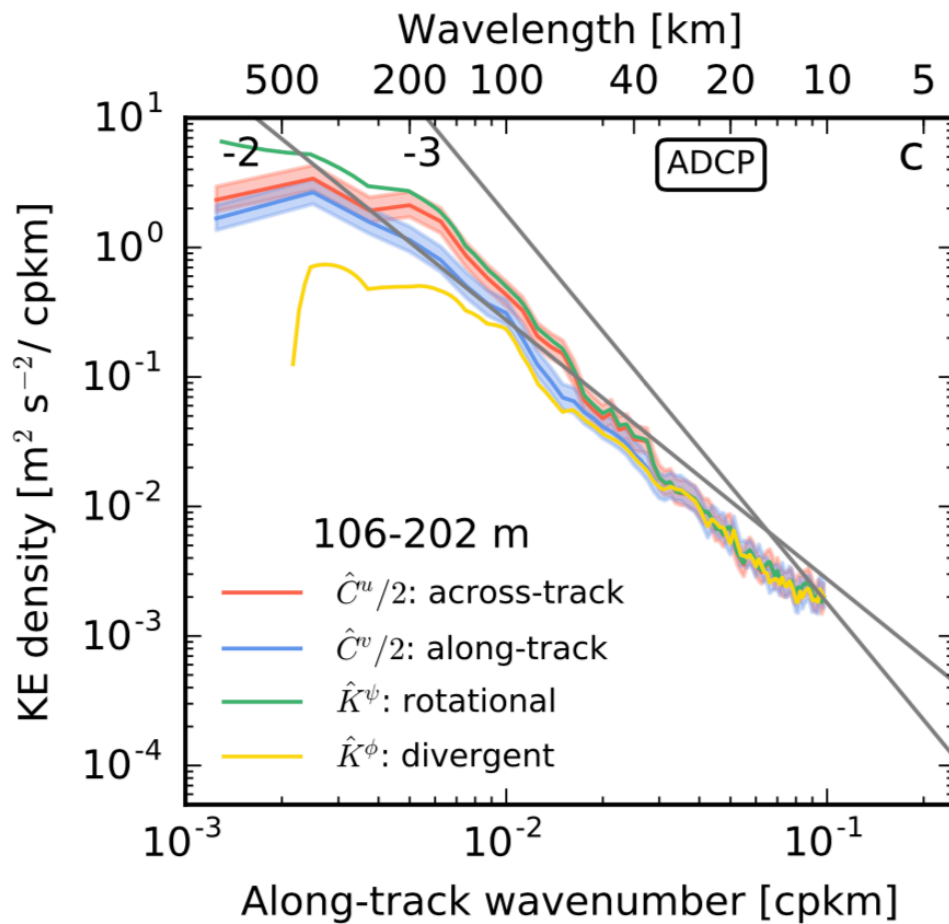 Wavelength [km]
500 200 100 40 20 10 5
10^1
-2 -3 ADCP c
10^0
10^{-1}
10^{-2}
10^{-3}
10^{-4}
KE density [m^2 s^{-2}/ cpkm]
106-202 m
Ĉ^u/2: across-track
Ĉ^v/2: along-track
K̂^ψ: rotational
K̂^ϕ: divergent
10^{-3} 10^{-2} 10^{-1}
Along-track wavenumber [cpkm]